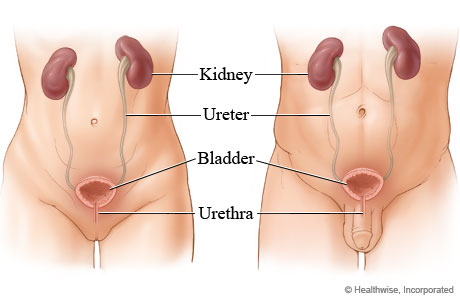 Kidney
Ureter
Bladder
Urethra
© Healthwise, Incorporated